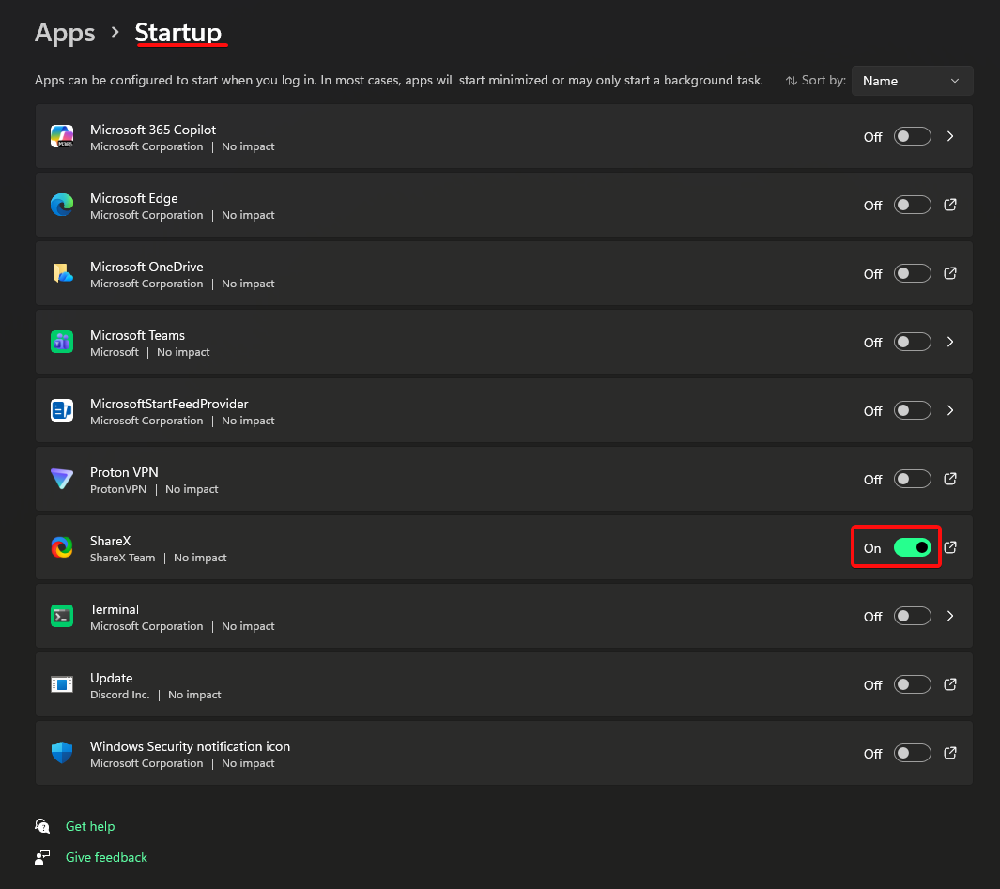 Apps > Startup
Apps can be configured to start when you log in. In most cases, apps will start minimized or may only start a background task. Sort by: Name
Microsoft 365 Copilot
Microsoft Corporation | No impact
Off
Microsoft Edge
Microsoft Corporation | No impact
Off
Microsoft OneDrive
Microsoft Corporation | No impact
Off
Microsoft Teams
Microsoft | No impact
Off
MicrosoftStartFeedProvider
Microsoft Corporation | No impact
Off
Proton VPN
ProtonVPN | No impact
Off
ShareX
ShareX Team | No impact
On
Terminal
Microsoft Corporation | No impact
Off
Update
Discord Inc. | No impact
Off
Windows Security notification icon
Microsoft Corporation | No impact
Off
Get help
Give feedback